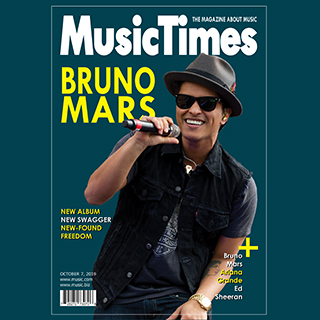 THE MAGAZINE ABOUT MUSIC
MusicTimes
BRUNO
MARS
NEW ALBUM
NEW SWAGGER
NEW-FOUND
FREEDOM
+
Bruno
Mars
Ariana
Grande
Ed
Sheeran
OCTOBER 7, 2016
www.music.com
www.music.biz